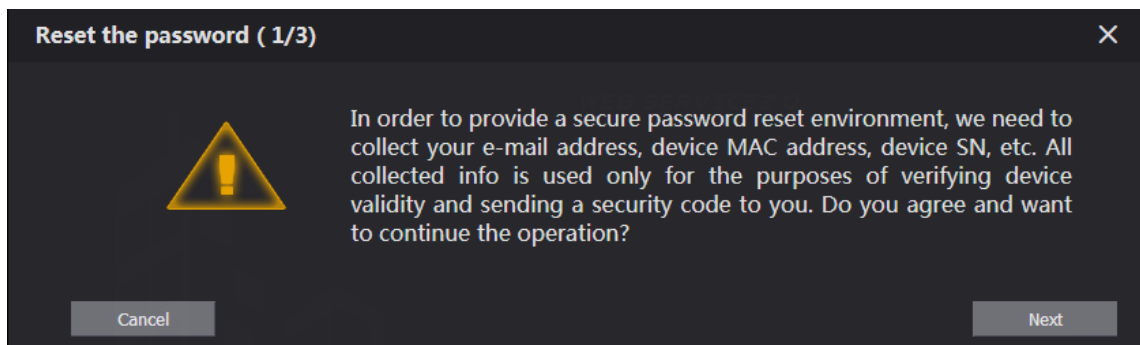 Reset the password ( 1/3)
In order to provide a secure password reset environment, we need to
collect your e-mail address, device MAC address, device SN, etc. All
collected info is used only for the purposes of verifying device
validity and sending a security code to you. Do you agree and want
to continue the operation?
Cancel
Next